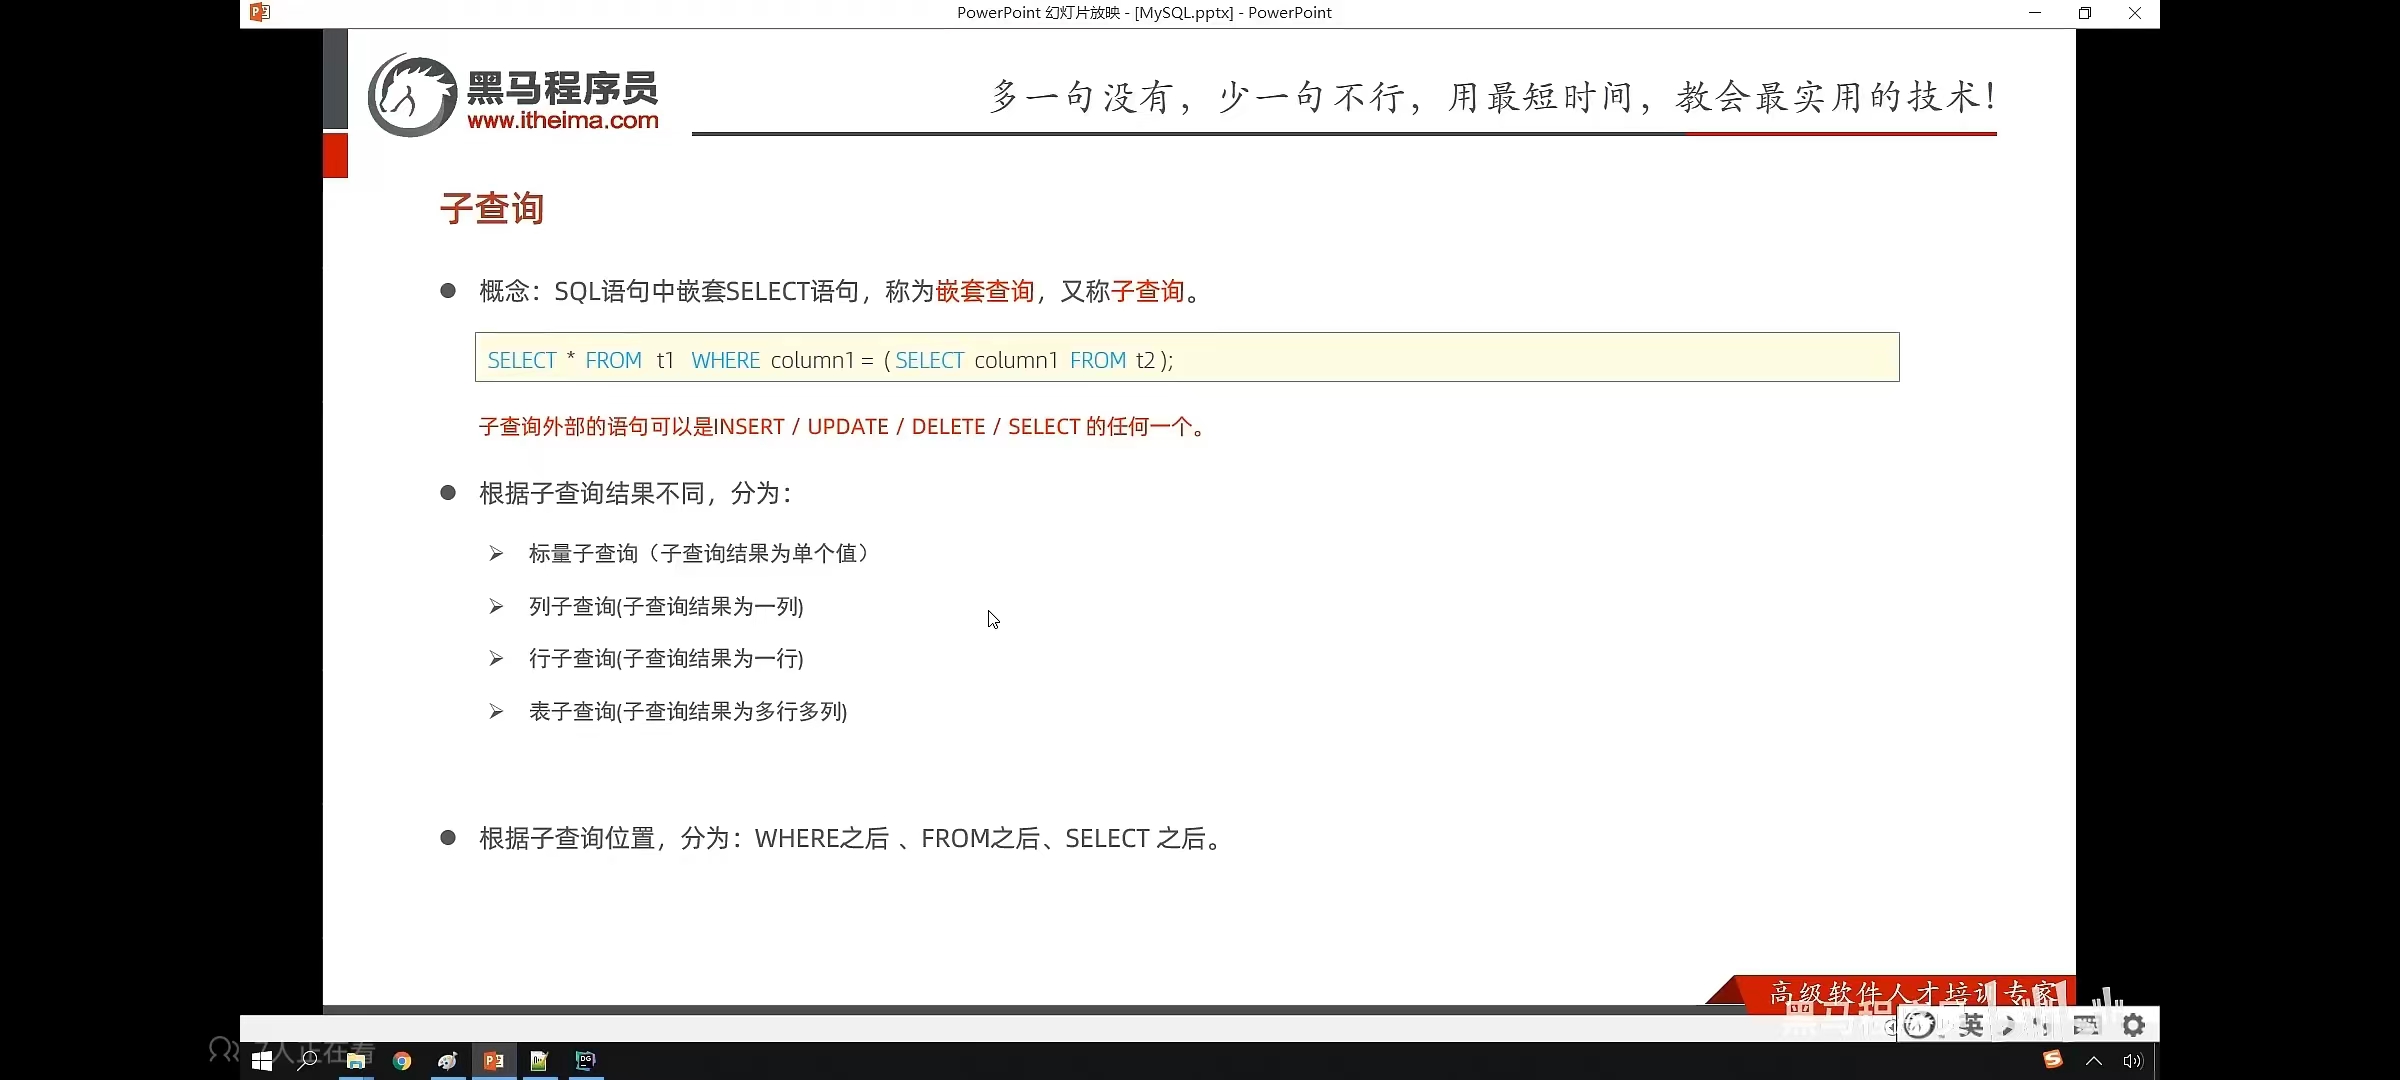 PowerPoint 幻灯片放映 - [MySQL.pptx] - PowerPoint
黑马程序员
www.itheima.com
多一句没有，少一句不行，用最短时间，教会最实用的技术！
子查询
概念：SQL语句中嵌套SELECT语句，称为嵌套查询，又称子查询。
SELECT * FROM t1 WHERE column1 = ( SELECT column1 FROM t2 );
子查询外部的语句可以是INSERT / UPDATE / DELETE / SELECT 的任何一个。
根据子查询结果不同，分为：
标量子查询（子查询结果为单个值）
列子查询(子查询结果为一列)
行子查询(子查询结果为一行)
表子查询(子查询结果为多行多列)
根据子查询位置，分为：WHERE之后 、FROM之后、SELECT 之后。
高级软件人才培训专家
黑马程序员
英
7人正在看